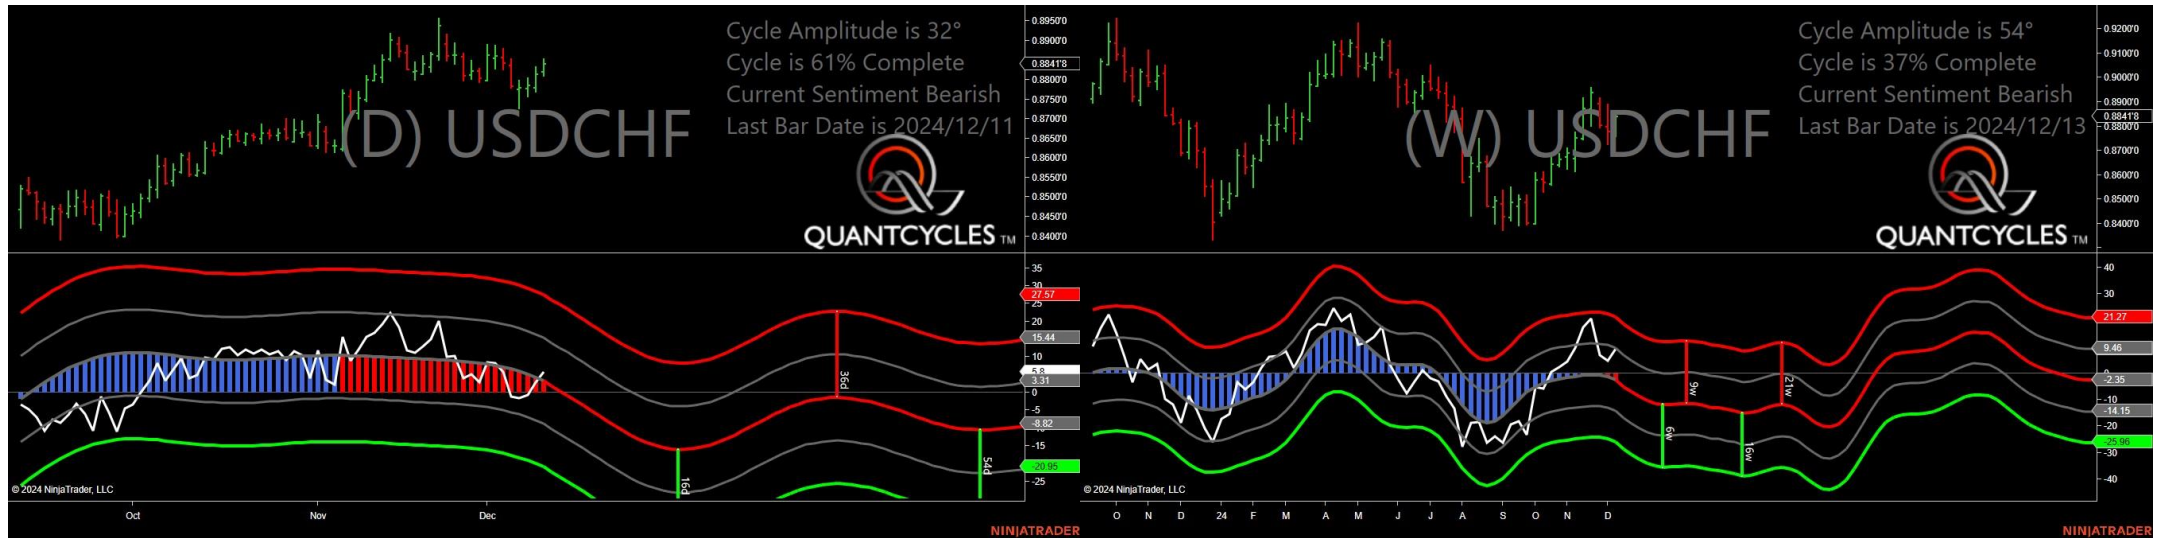 Cycle Amplitude is 32°
Cycle is 61% Complete
Current Sentiment Bearish
Last Bar Date is 2024/12/11
(D) USDCHF
QUANTCYCLES TM
0.8950'0
0.8900'0
0.8841'8
0.8800'0
0.8750'0
0.8700'0
0.8650'0
0.8600'0
0.8550'0
0.8500'0
0.8450'0
0.8400'0
35
30
27.57
25
20
15.44
10
5.8
3.31
0
-5
-8.82
-15
-20.95
-25
16d
36d
54d
© 2024 NinjaTrader, LLC
Oct Nov Dec
NINJATRADER
Cycle Amplitude is 54°
Cycle is 37% Complete
Current Sentiment Bearish
Last Bar Date is 2024/12/13
(W) USDCHF
QUANTCYCLES TM
0.9200'0
0.9100'0
0.9000'0
0.8900'0
0.8841'8
0.8800'0
0.8700'0
0.8600'0
0.8500'0
0.8400'0
40
30
21.27
9.46
-2.35
-10
-14.15
-20
-25.96
-30
-40
6w
9w
16w
21w
© 2024 NinjaTrader, LLC
O N D 24 F M A M J J A S O N D
NINJATRADER